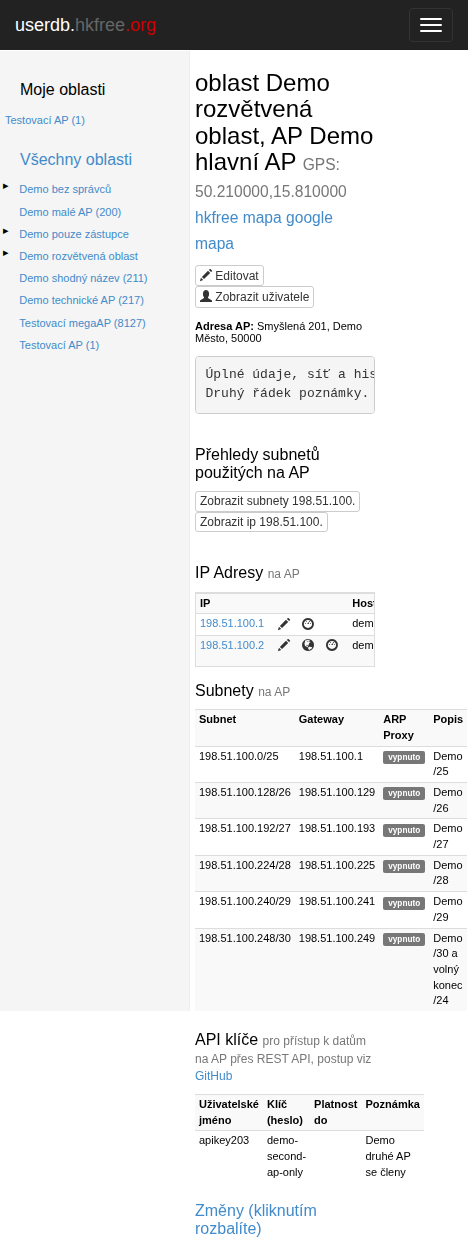 userdb.hkfree.org
Moje oblasti
Testovací AP (1)
Všechny oblasti
Demo bez správců
Demo malé AP (200)
Demo pouze zástupce
Demo rozvětvená oblast
Demo shodný název (211)
Demo technické AP (217)
Testovací megaAP (8127)
Testovací AP (1)
oblast Demo
rozvětvená
oblast, AP Demo
hlavní AP GPS:
50.210000,15.810000
hkfree mapa google
mapa
Editovat
Zobrazit uživatele
Adresa AP: Smyšlená 201, Demo
Město, 50000
Úplné údaje, síť a his
Druhý řádek poznámky.
Přehledy subnetů
použitých na AP
Zobrazit subnety 198.51.100.
Zobrazit ip 198.51.100.
IP Adresy na AP
IP Host
198.51.100.1 dem
198.51.100.2 dem
Subnety na AP
Subnet Gateway ARP Popis
Proxy
198.51.100.0/25 198.51.100.1 vypnuto Demo
/25
198.51.100.128/26 198.51.100.129 vypnuto Demo
/26
198.51.100.192/27 198.51.100.193 vypnuto Demo
/27
198.51.100.224/28 198.51.100.225 vypnuto Demo
/28
198.51.100.240/29 198.51.100.241 vypnuto Demo
/29
198.51.100.248/30 198.51.100.249 vypnuto Demo
/30 a
volný
konec
/24
API klíče pro přístup k datům
na AP přes REST API, postup viz
GitHub
Uživatelské Klíč Platnost Poznámka
jméno (heslo) do
apikey203 demo- Demo
second- druhé AP
ap-only se členy
Změny (kliknutím
rozbalíte)